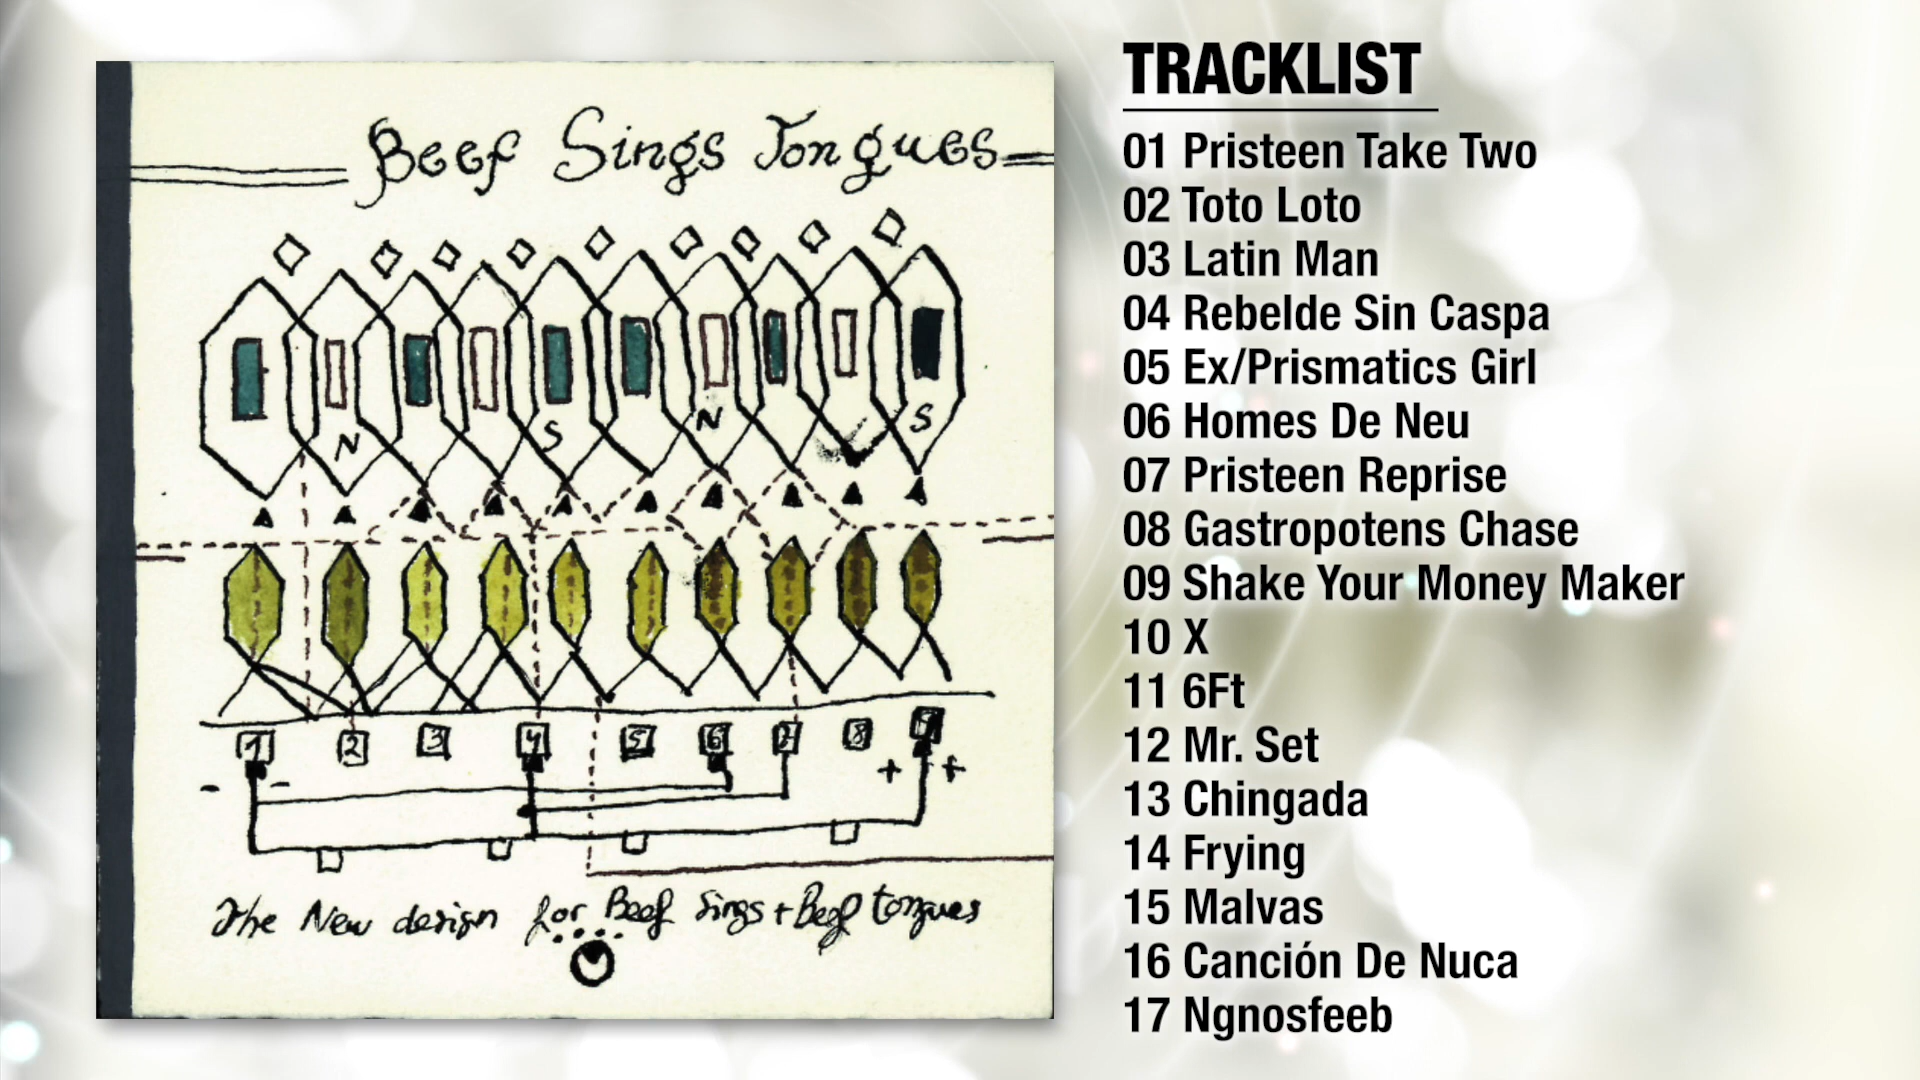 Beef Sings Tongues
N S N S
1 2 3 4 5 6 7 8 9
- - + +
The New design for Beef Sings + Beef tongues
TRACKLIST
01 Pristeen Take Two
02 Toto Loto
03 Latin Man
04 Rebelde Sin Caspa
05 Ex/Prismatics Girl
06 Homes De Neu
07 Pristeen Reprise
08 Gastropotens Chase
09 Shake Your Money Maker
10 X
11 6Ft
12 Mr. Set
13 Chingada
14 Frying
15 Malvas
16 Canción De Nuca
17 Ngnosfeeb